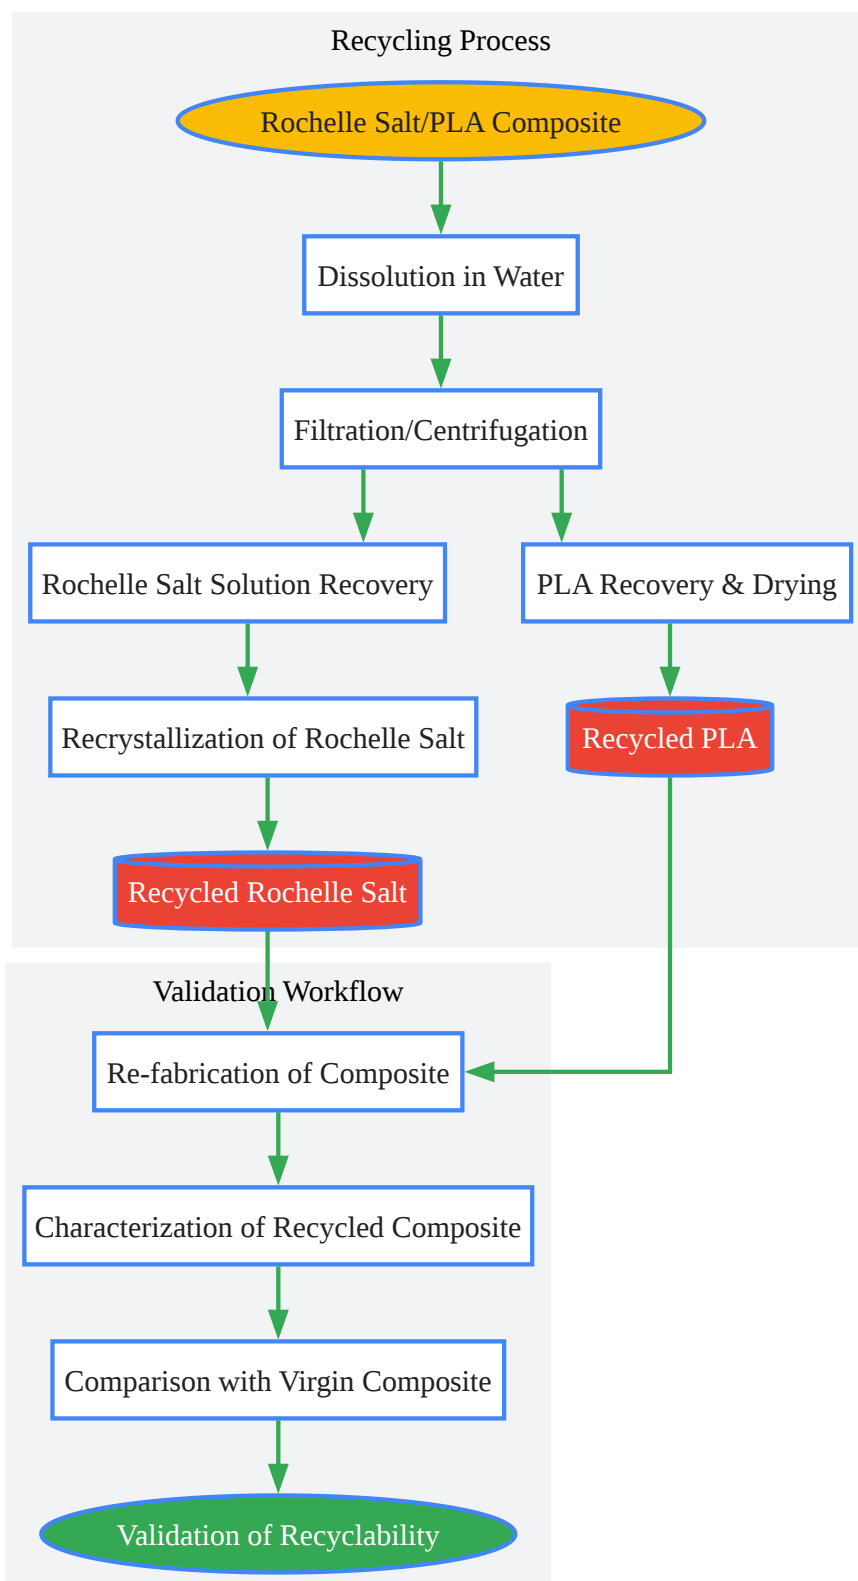 Recycling Process
Rochelle Salt/PLA Composite
Dissolution in Water
Filtration/Centrifugation
Rochelle Salt Solution Recovery
PLA Recovery & Drying
Recrystallization of Rochelle Salt
Recycled PLA
Recycled Rochelle Salt
Validation Workflow
Re-fabrication of Composite
Characterization of Recycled Composite
Comparison with Virgin Composite
Validation of Recyclability